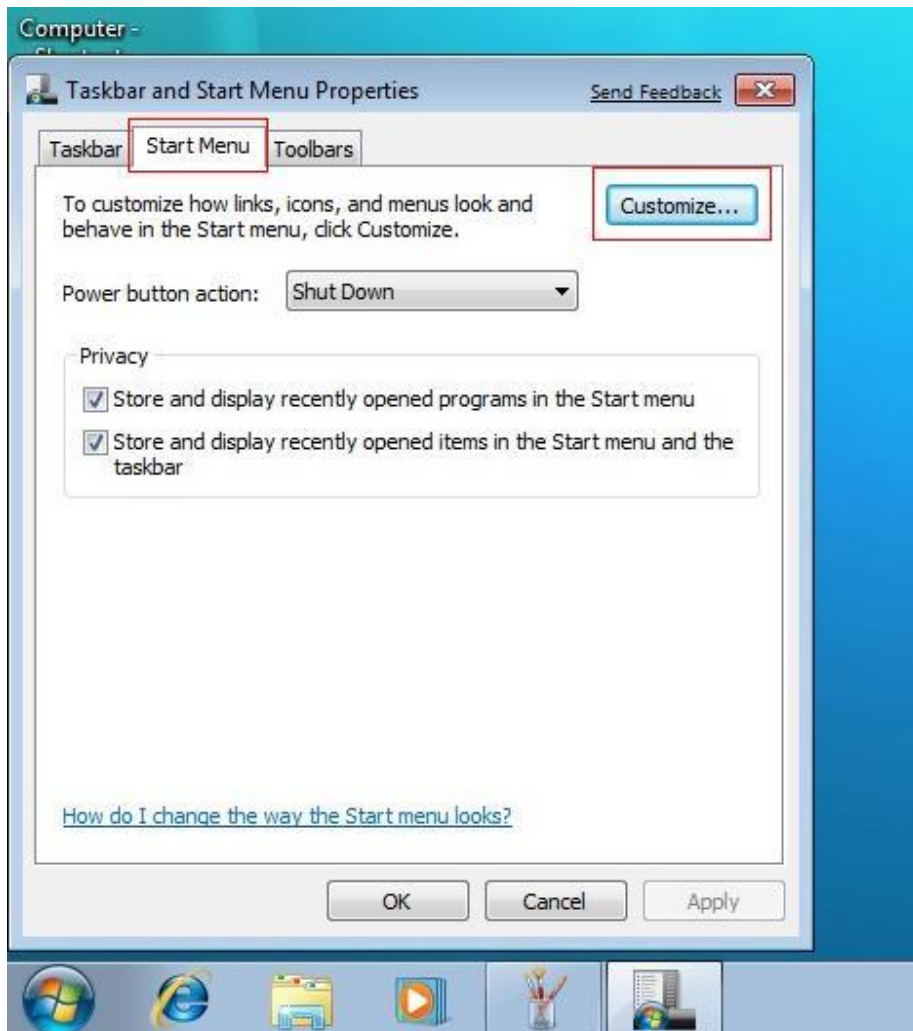 Computer -
Taskbar and Start Menu Properties
Send Feedback
Taskbar
Start Menu
Toolbars
To customize how links, icons, and menus look and
behave in the Start menu, click Customize.
Customize...
Power button action:
Shut Down
Privacy
Store and display recently opened programs in the Start menu
Store and display recently opened items in the Start menu and the
taskbar
How do I change the way the Start menu looks?
OK
Cancel
Apply